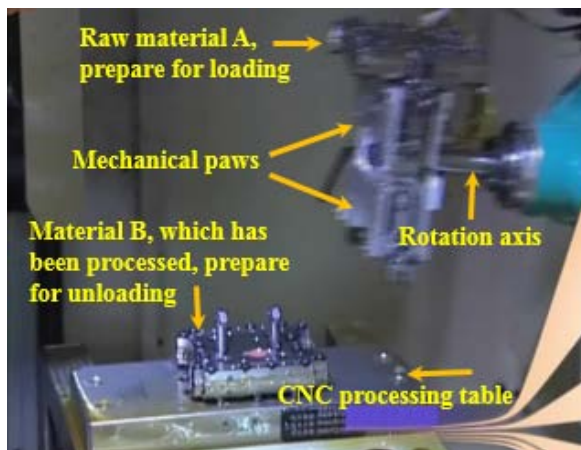 Raw material A,
prepare for loading
Mechanical paws
Rotation axis
Material B, which has
been processed, prepare
for unloading
CNC processing table